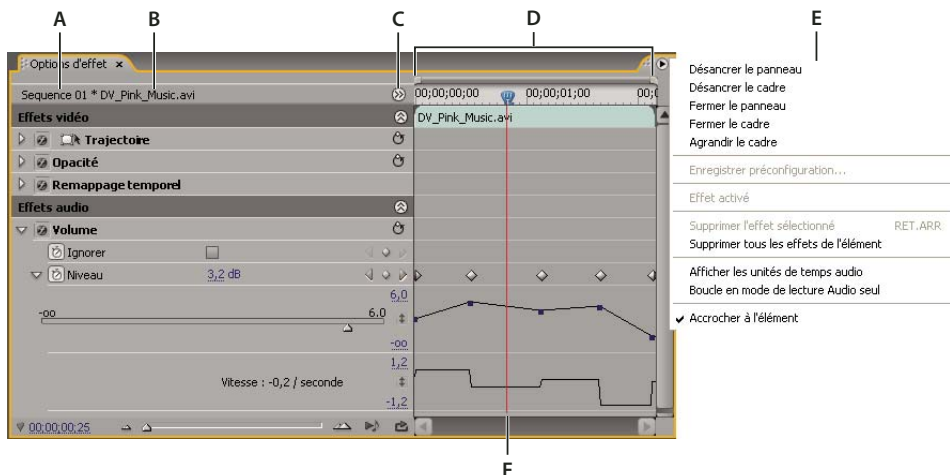 A B C D E
Options d'effet ×
Sequence 01 * DV_Pink_Music.avi
00;00;00;00 00;00;01;00 00;
Effets vidéo
DV_Pink_Music.avi
Trajectoire
Opacité
Remappage temporel
Effets audio
Volume
Ignorer
Niveau 3,2 dB
6,0
-oo 6.0
-oo
1,2
Vitesse : -0,2 / seconde
-1,2
00;00;00;25
Désancrer le panneau
Désancrer le cadre
Fermer le panneau
Fermer le cadre
Agrandir le cadre
Enregistrer préconfiguration...
Effet activé
Supprimer l'effet sélectionné RET.ARR
Supprimer tous les effets de l'élément
Afficher les unités de temps audio
Boucle en mode de lecture Audio seul
Accrocher à l'élément
F